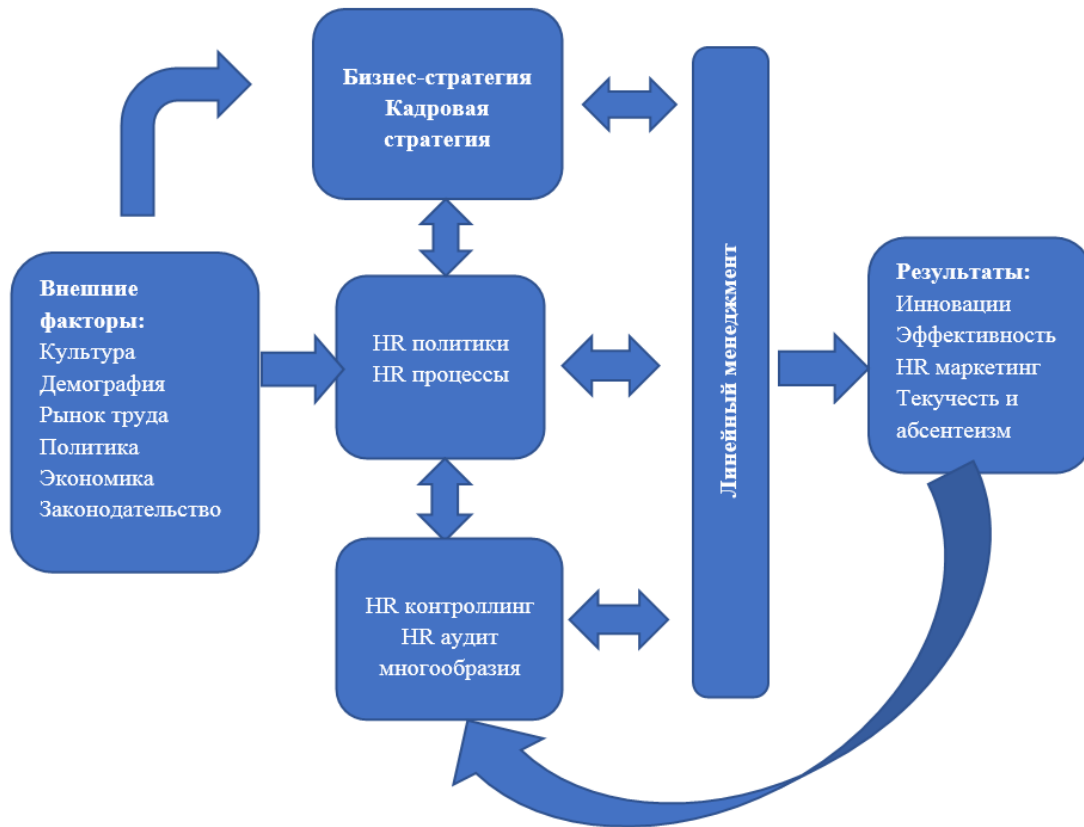 Бизнес-стратегия
Кадровая
стратегия
Внешние
факторы:
Культура
Демография
Рынок труда
Политика
Экономика
Законодательство
HR политики
HR процессы
HR контроллинг
HR аудит
многообразия
Линейный менеджмент
Результаты:
Инновации
Эффективность
HR маркетинг
Текучесть и
абсентеизм